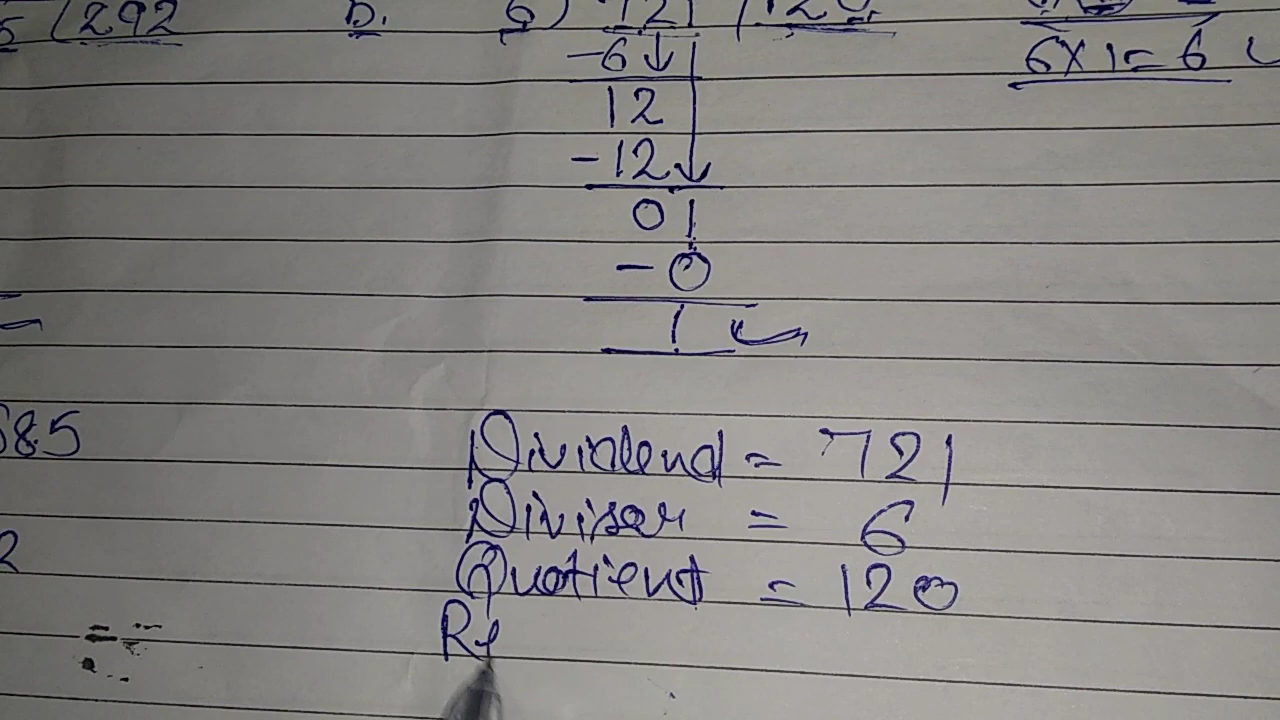 5 (292 D. 6) 721 (120
-6 6×1=6
12
-12
01
-0
1
Dividend = 721
Divisor = 6
Quotient = 120
Re